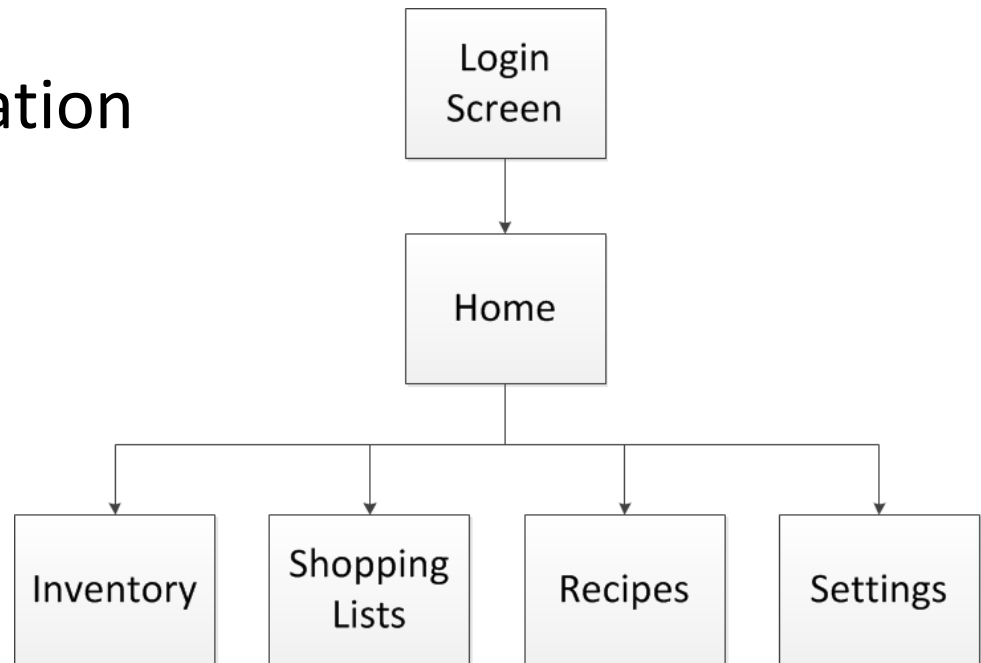 ation
Login
Screen
Home
Inventory
Shopping
Lists
Recipes
Settings